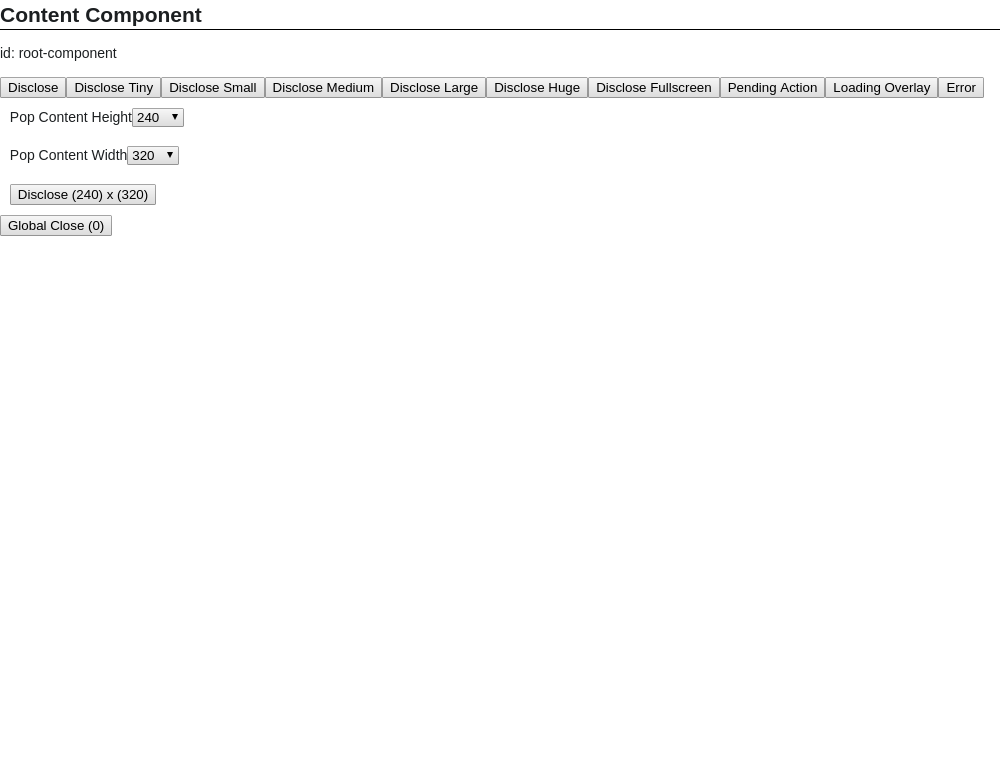 Content Component
id: root-component
Disclose Disclose Tiny Disclose Small Disclose Medium Disclose Large Disclose Huge Disclose Fullscreen Pending Action Loading Overlay Error
Pop Content Height 240
Pop Content Width 320
Disclose (240) x (320)
Global Close (0)